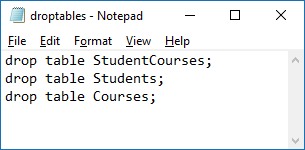 droptables - Notepad
File Edit Format View Help
drop table StudentCourses;
drop table Students;
drop table Courses;